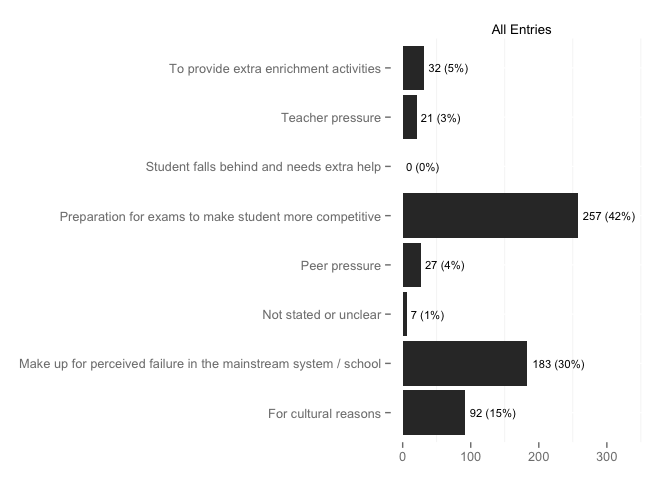 All Entries
To provide extra enrichment activities 32 (5%)
Teacher pressure 21 (3%)
Student falls behind and needs extra help 0 (0%)
Preparation for exams to make student more competitive 257 (42%)
Peer pressure 27 (4%)
Not stated or unclear 7 (1%)
Make up for perceived failure in the mainstream system / school 183 (30%)
For cultural reasons 92 (15%)
0 100 200 300